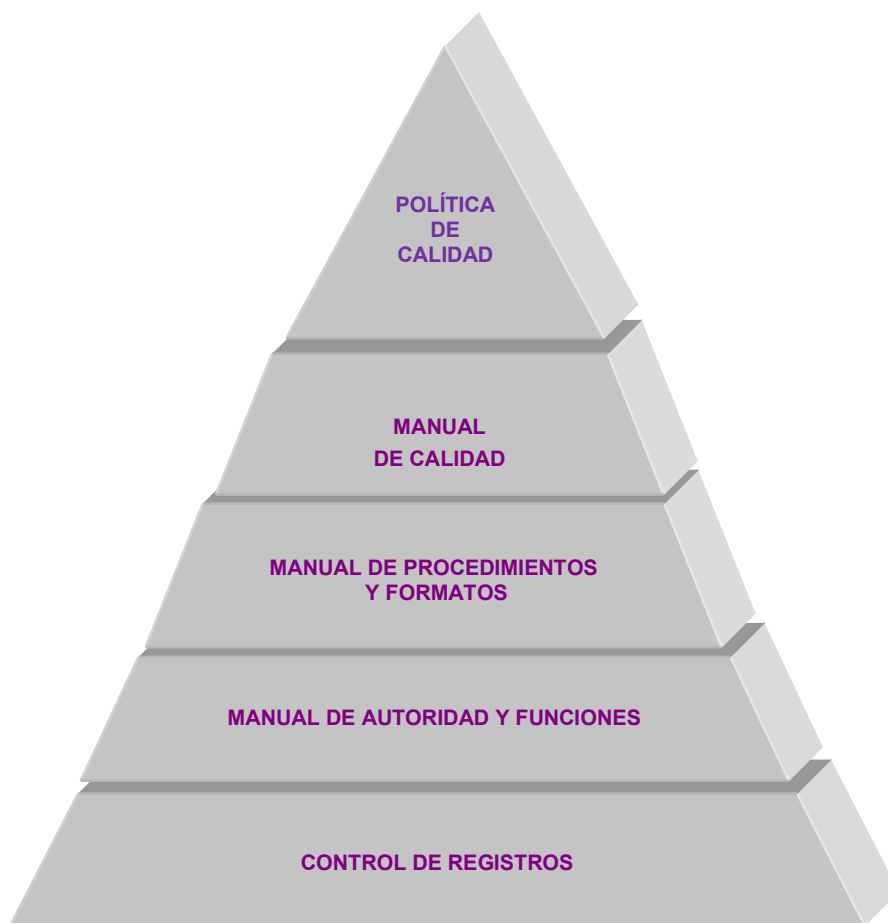 POLÍTICA
DE
CALIDAD
MANUAL
DE CALIDAD
MANUAL DE PROCEDIMIENTOS
Y FORMATOS
MANUAL DE AUTORIDAD Y FUNCIONES
CONTROL DE REGISTROS